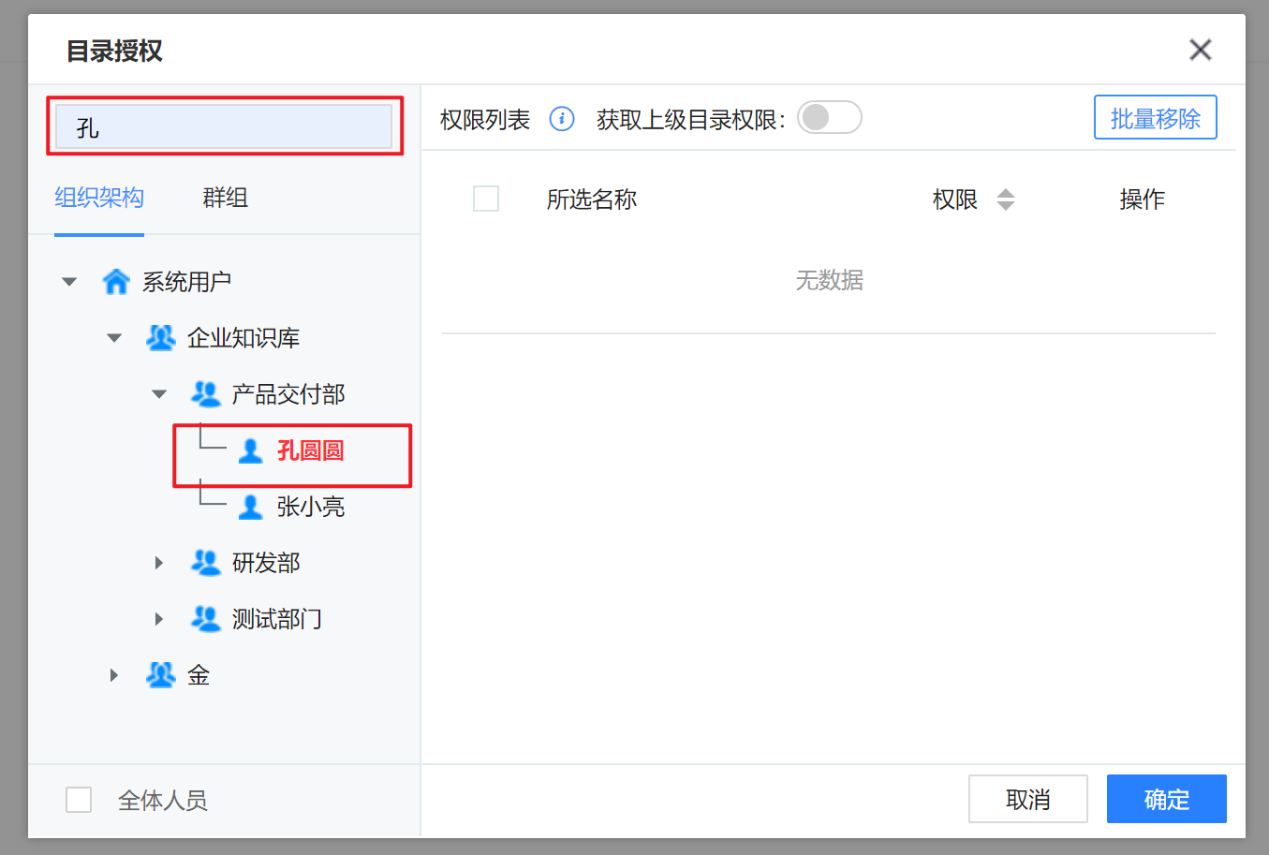 目录授权
孔
组织架构 群组
系统用户
企业知识库
产品交付部
孔圆圆
张小亮
研发部
测试部门
金
全体人员
权限列表 获取上级目录权限: 批量移除
所选名称 权限 操作
无数据
取消 确定